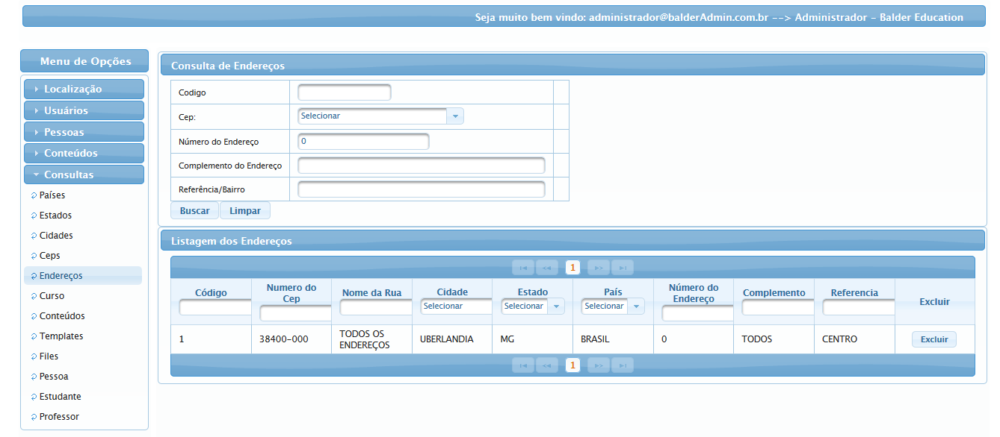 Seja muito bem vindo: administrador@balderAdmin.com.br --> Administrador - Balder Education
Menu de Opções
Localização
Usuários
Pessoas
Conteúdos
Consultas
Países
Estados
Cidades
Ceps
Endereços
Curso
Conteúdos
Templates
Files
Pessoa
Estudante
Professor
Consulta de Endereços
Codigo
Cep: Selecionar
Número do Endereço 0
Complemento do Endereço
Referência/Bairro
Buscar Limpar
Listagem dos Endereços
1
Código Numero do Cep Nome da Rua Cidade Estado País Número do Endereço Complemento Referencia Excluir
Selecionar Selecionar Selecionar
1 38400-000 TODOS OS ENDEREÇOS UBERLANDIA MG BRASIL 0 TODOS CENTRO Excluir
1